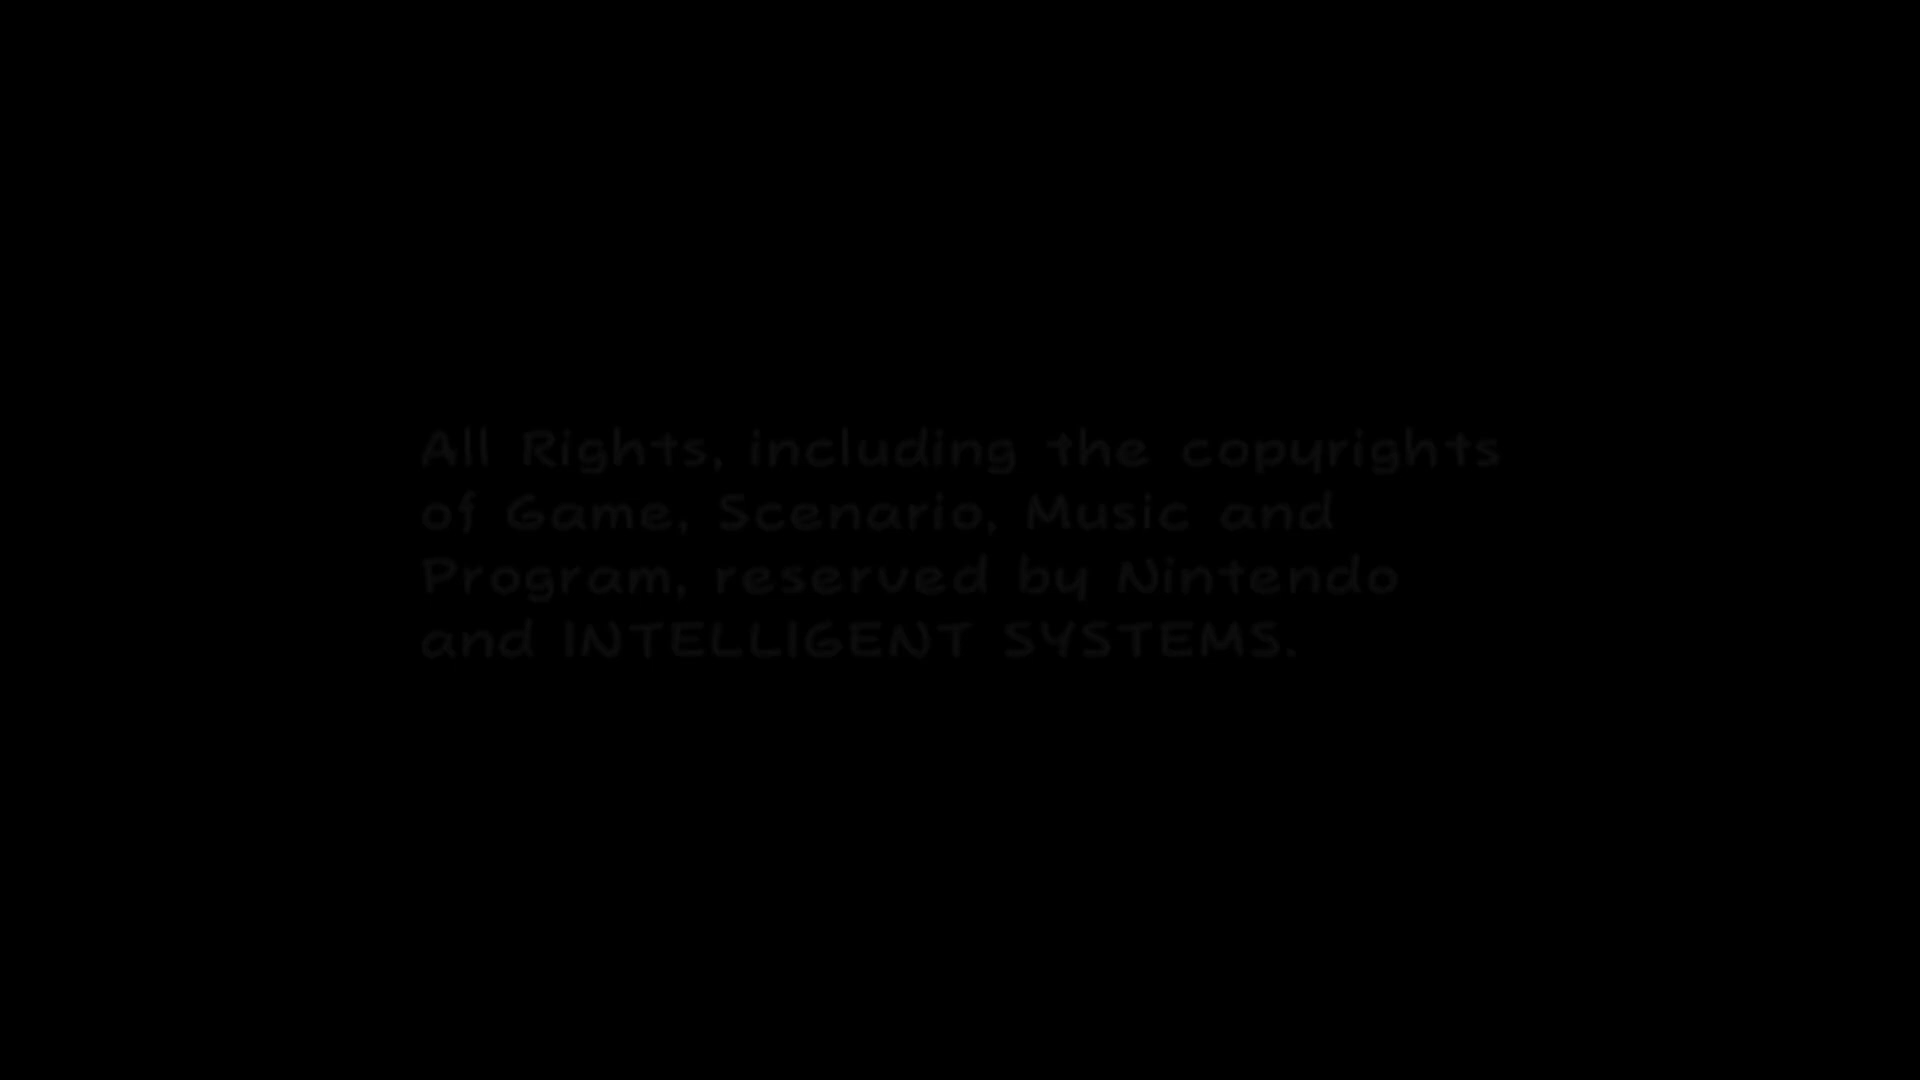 All Rights, including the copyrights
of Game, Scenario, Music and
Program, reserved by Nintendo
and INTELLIGENT SYSTEMS.